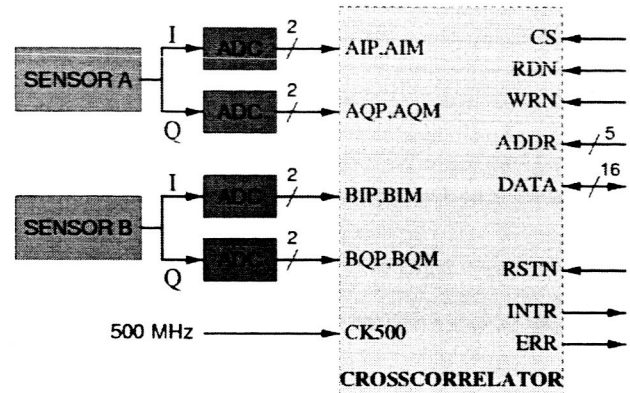 I
ADC
2
AIP.AIM
CS
SENSOR A
RDN
Q
ADC
2
AQP.AQM
WRN
ADDR
5
I
ADC
2
BIP.BIM
DATA
16
SENSOR B
Q
ADC
2
BQP.BQM
RSTN
INTR
500 MHz
CK500
ERR
CROSSCORRELATOR